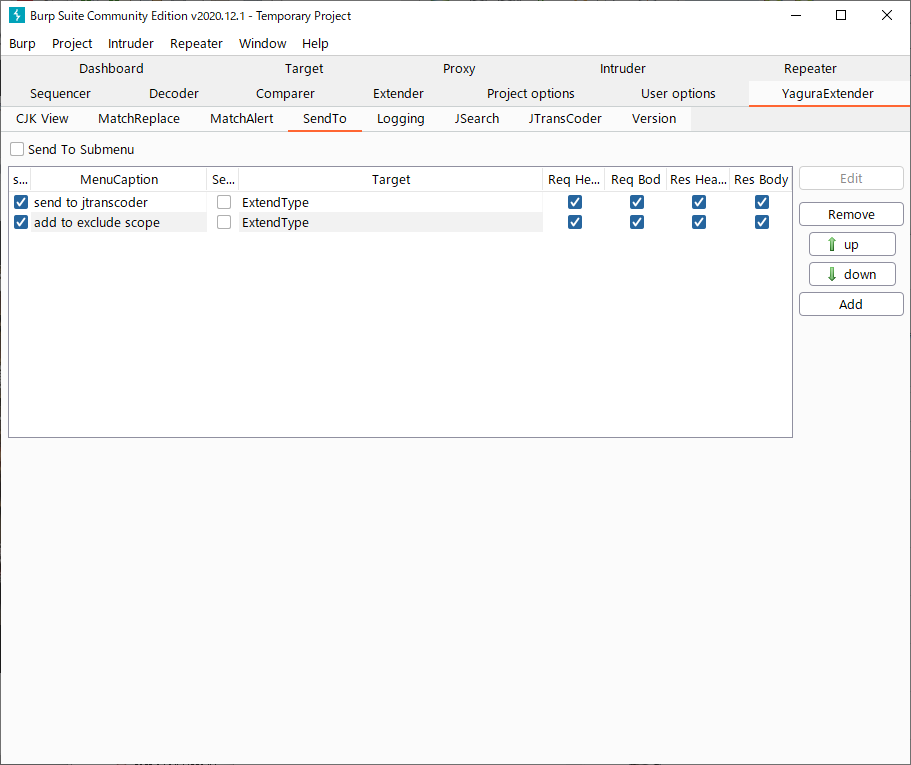 Burp Suite Community Edition v2020.12.1 - Temporary Project
Burp Project Intruder Repeater Window Help
Dashboard Target Proxy Intruder Repeater
Sequencer Decoder Comparer Extender Project options User options YaguraExtender
CJK View MatchReplace MatchAlert SendTo Logging JSearch JTransCoder Version
Send To Submenu
s... MenuCaption Se... Target Req He... Req Bod Res Hea... Res Body
send to jtranscoder ExtendType
add to exclude scope ExtendType
Edit
Remove
up
down
Add